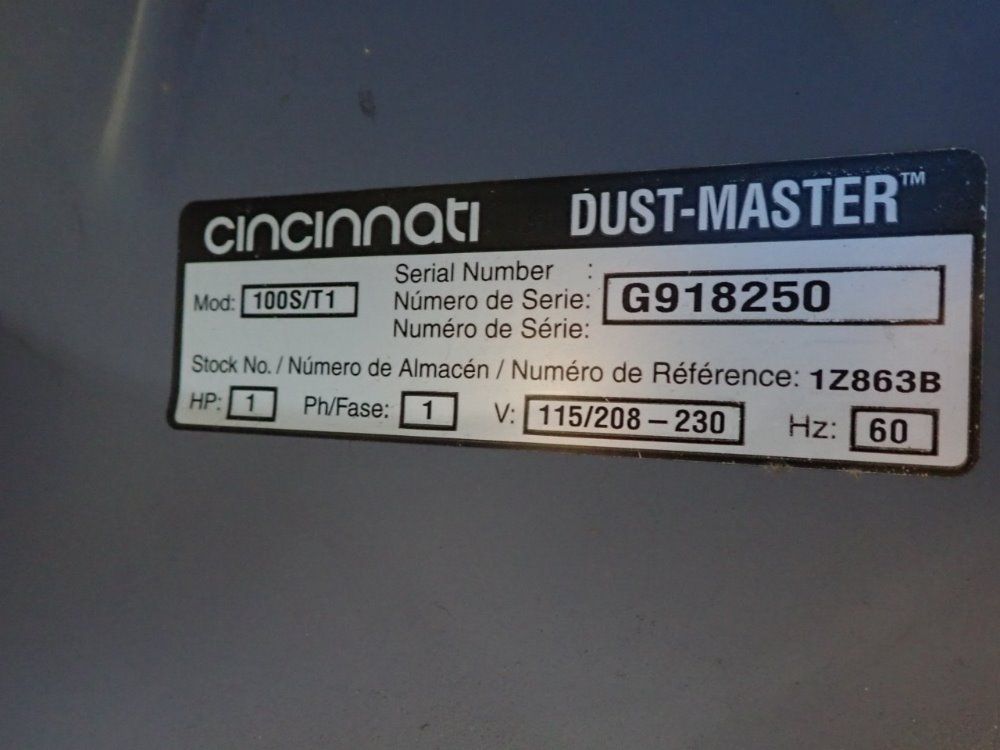 cincinnati DUST-MASTER™
Serial Number :
Mod: 100S/T1 Número de Serie: G918250
Numéro de Série:
Stock No. / Número de Almacén / Numéro de Référence: 1Z863B
HP: 1 Ph/Fase: 1 V: 115/208-230 Hz: 60